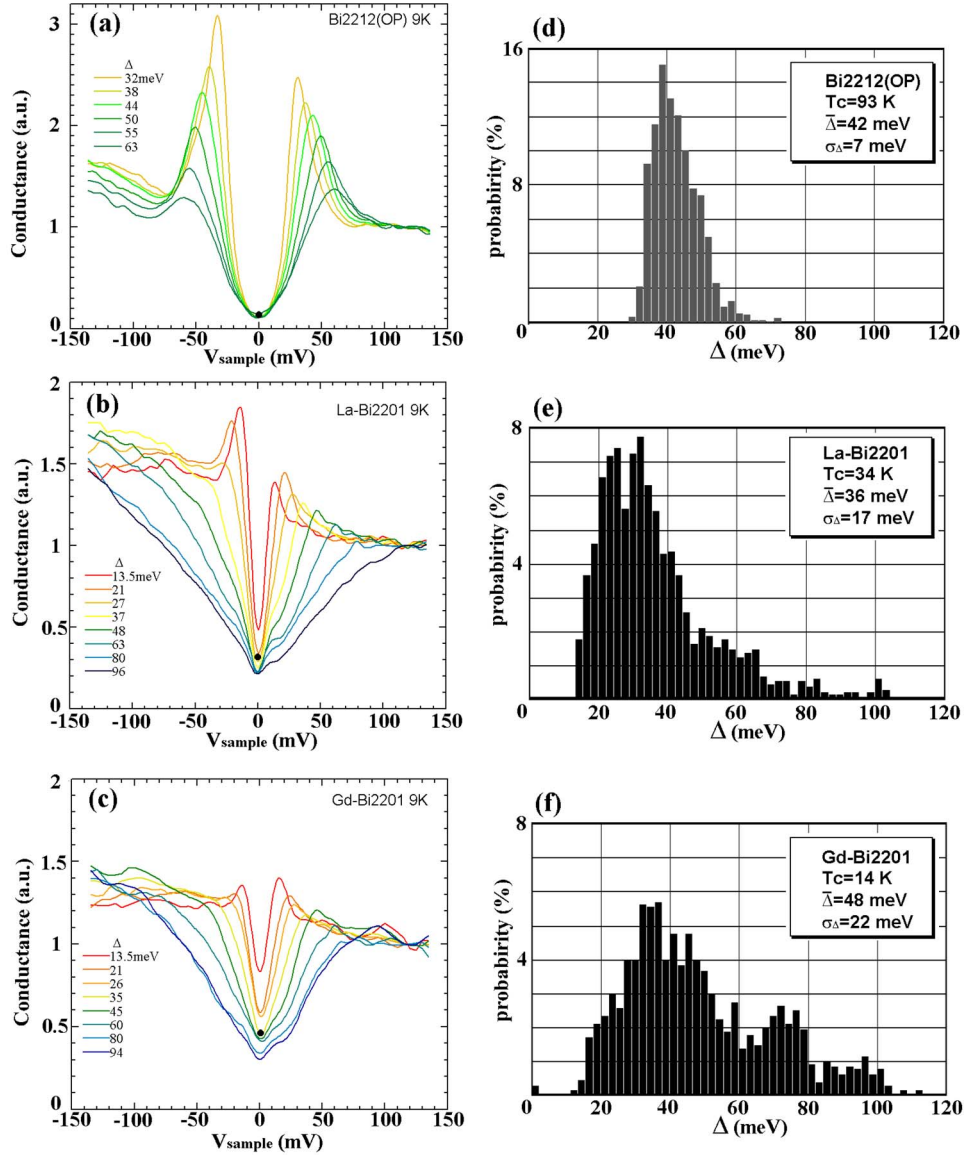 (a)
Bi2212(OP) 9K
Δ
32meV
38
44
50
55
63
Conductance (a.u.)
3
2
1
0
-150 -100 -50 0 50 100 150
Vsample (mV)
(d)
Bi2212(OP)
Tc=93 K
Δ̄=42 meV
σΔ=7 meV
probabirity (%)
16
8
0 20 40 60 80 100 120
Δ (meV)
(b)
La-Bi2201 9K
Δ
13.5meV
21
27
37
48
63
80
96
Conductance (a.u.)
2
1.5
1
0.5
0
-150 -100 -50 0 50 100 150
Vsample (mV)
(e)
La-Bi2201
Tc=34 K
Δ̄=36 meV
σΔ=17 meV
probabirity (%)
8
4
0 20 40 60 80 100 120
Δ (meV)
(c)
Gd-Bi2201 9K
Δ
13.5meV
21
26
35
45
60
80
94
Conductance (a.u.)
2
1.5
1
0.5
0
-150 -100 -50 0 50 100 150
Vsample (mV)
(f)
Gd-Bi2201
Tc=14 K
Δ̄=48 meV
σΔ=22 meV
probabirity (%)
8
4
0 20 40 60 80 100 120
Δ (meV)